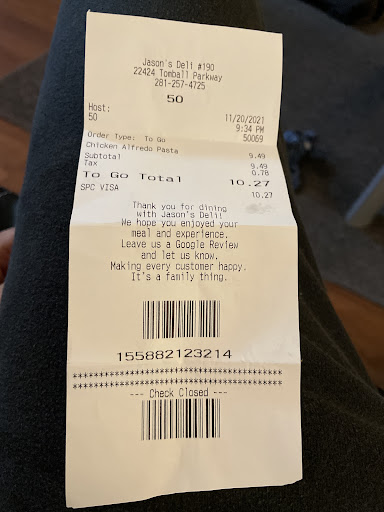 Jason's Deli #190
22424 Tomball Parkway
281-257-4725
50
Host: 11/20/2021
50 9:34 PM
50069
Order Type: To Go
Chicken Alfredo Pasta 9.49
Subtotal 9.49
Tax 0.78
To Go Total 10.27
SPC VISA 10.27
Thank you for dining
with Jason's Deli!
We hope you enjoyed your
meal and experience.
Leave us a Google Review
and let us know.
Making every customer happy.
It's a family thing.
155882123214
--- Check Closed ---